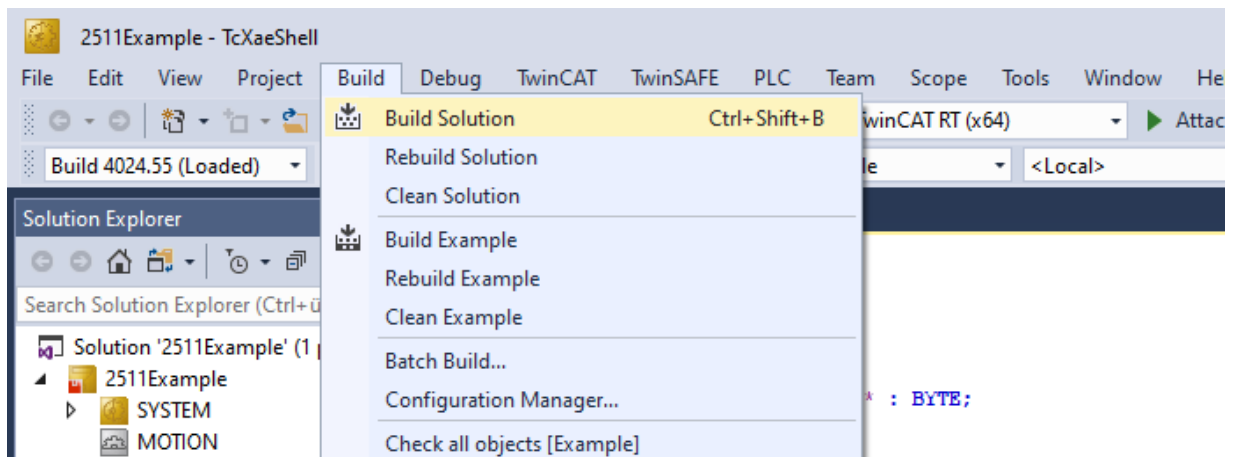 2511Example - TcXaeShell
File Edit View Project Build Debug TwinCAT TwinSAFE PLC Team Scope Tools Window He
Build Solution Ctrl+Shift+B winCAT RT (x64) Attac
Build 4024.55 (Loaded) Rebuild Solution le <Local>
Clean Solution
Solution Explorer
Build Example
Rebuild Example
Search Solution Explorer (Ctrl+ü
Clean Example
Solution '2511Example' (1
Batch Build...
2511Example
Configuration Manager... * : BYTE;
SYSTEM
MOTION
Check all objects [Example]